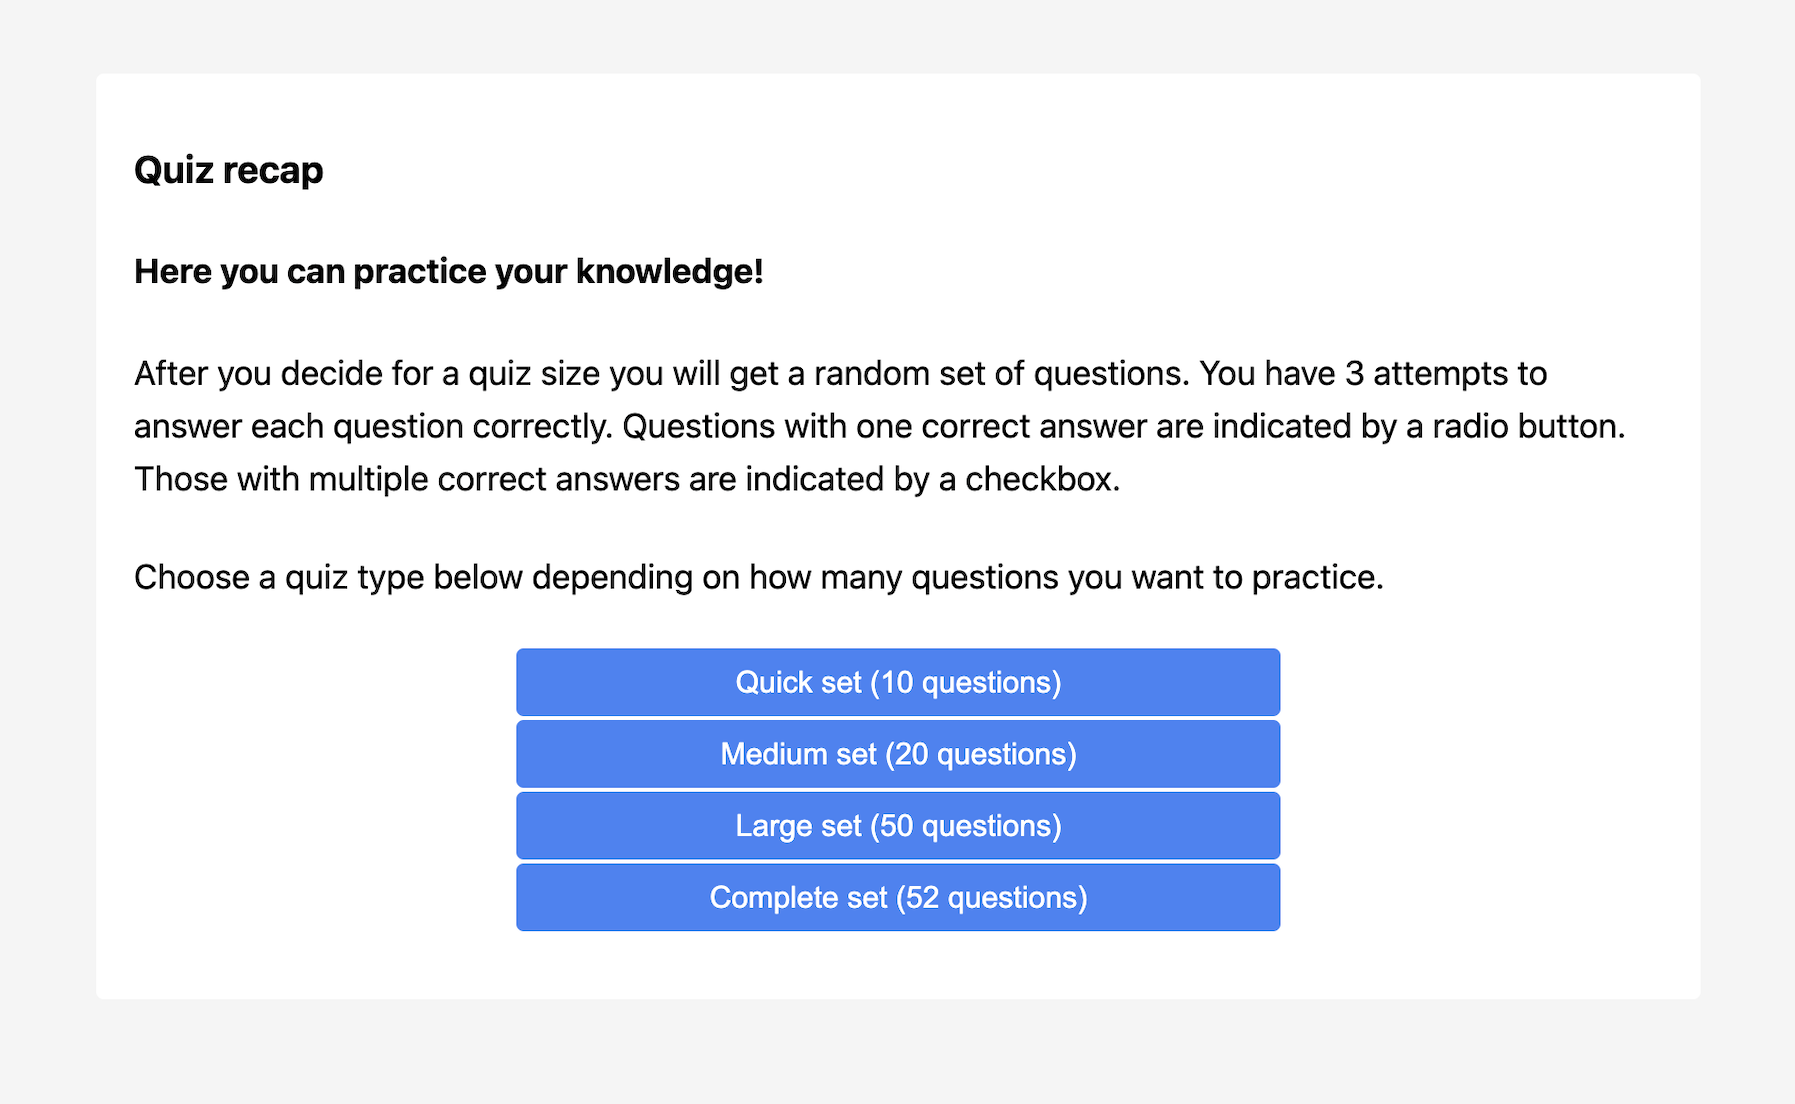 Quiz recap
Here you can practice your knowledge!
After you decide for a quiz size you will get a random set of questions. You have 3 attempts to
answer each question correctly. Questions with one correct answer are indicated by a radio button.
Those with multiple correct answers are indicated by a checkbox.
Choose a quiz type below depending on how many questions you want to practice.
Quick set (10 questions)
Medium set (20 questions)
Large set (50 questions)
Complete set (52 questions)